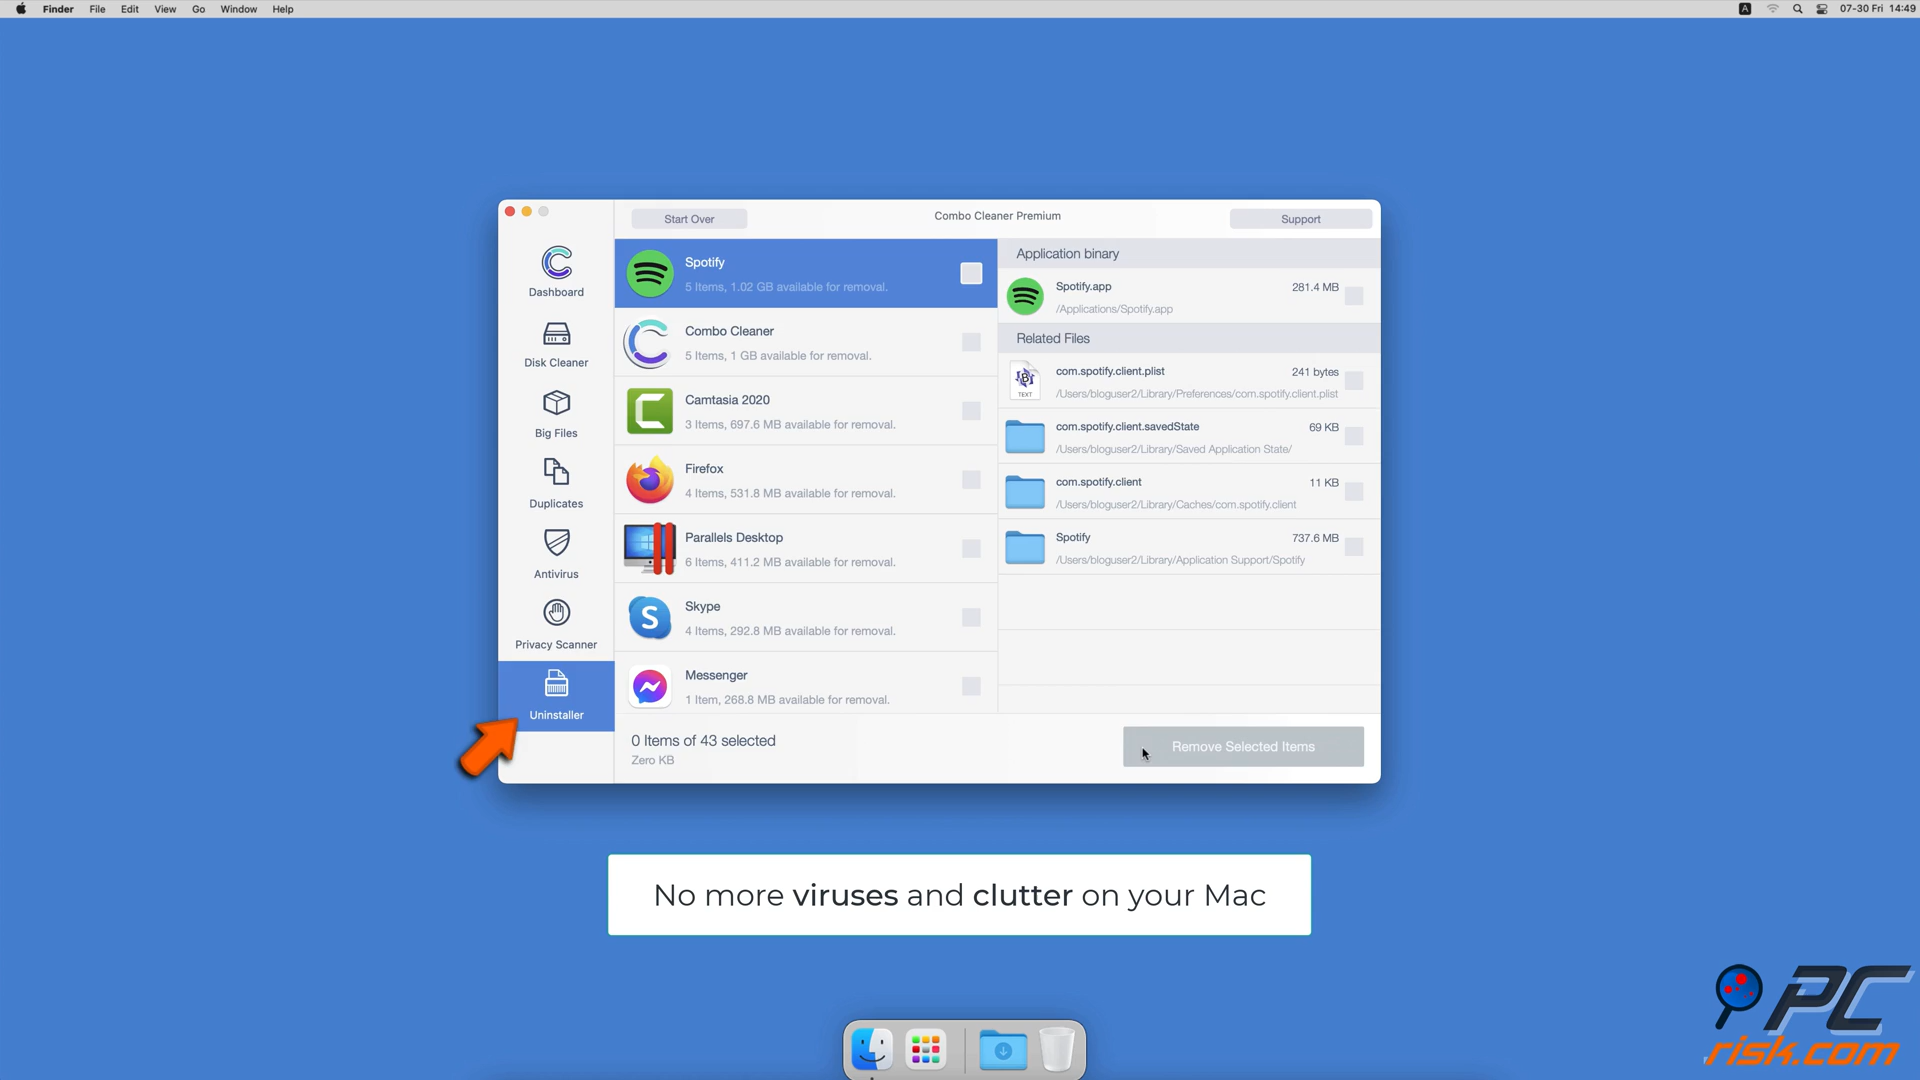 Finder File Edit View Go Window Help
A 07-30 Fri 14:49
Start Over
Combo Cleaner Premium
Support
Dashboard
Disk Cleaner
Big Files
Duplicates
Antivirus
Privacy Scanner
Uninstaller
Spotify
5 Items, 1.02 GB available for removal.
Combo Cleaner
5 Items, 1 GB available for removal.
Camtasia 2020
3 Items, 697.6 MB available for removal.
Firefox
4 Items, 531.8 MB available for removal.
Parallels Desktop
6 Items, 411.2 MB available for removal.
Skype
4 Items, 292.8 MB available for removal.
Messenger
1 Item, 268.8 MB available for removal.
Application binary
Spotify.app 281.4 MB
/Applications/Spotify.app
Related Files
com.spotify.client.plist 241 bytes
/Users/bloguser2/Library/Preferences/com.spotify.client.plist
TEXT
com.spotify.client.savedState 69 KB
/Users/bloguser2/Library/Saved Application State/
com.spotify.client 11 KB
/Users/bloguser2/Library/Caches/com.spotify.client
Spotify 737.6 MB
/Users/bloguser2/Library/Application Support/Spotify
0 Items of 43 selected
Zero KB
Remove Selected Items
No more viruses and clutter on your Mac
PC
risk.com